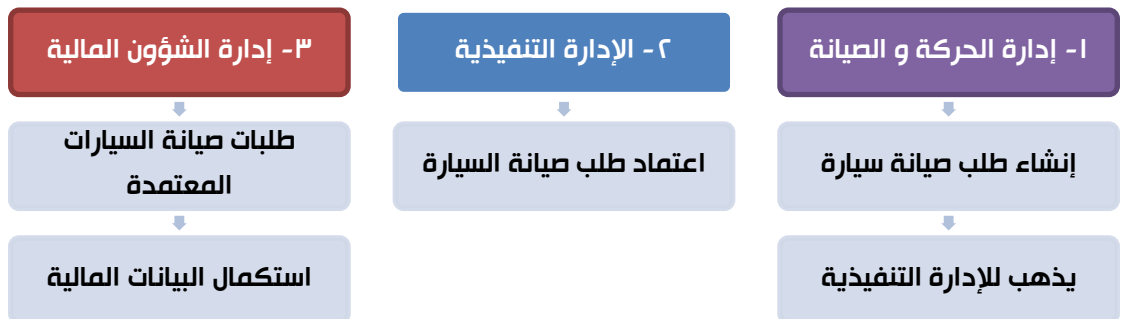 ١- إدارة الحركة و الصيانة
إنشاء طلب صيانة سيارة
يذهب للإدارة التنفيذية
٢- الإدارة التنفيذية
اعتماد طلب صيانة السيارة
٣- إدارة الشؤون المالية
طلبات صيانة السيارات
المعتمدة
استكمال البيانات المالية